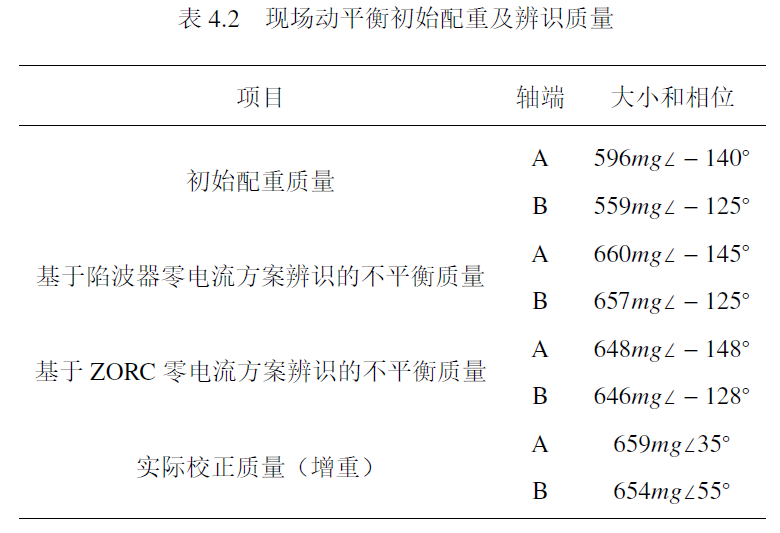 表 4.2 现场动平衡初始配重及辨识质量
项目 轴端 大小和相位
初始配重质量 A 596mg∠ − 140°
B 559mg∠ − 125°
基于陷波器零电流方案辨识的不平衡质量 A 660mg∠ − 145°
B 657mg∠ − 125°
基于 ZORC 零电流方案辨识的不平衡质量 A 648mg∠ − 148°
B 646mg∠ − 128°
实际校正质量（增重） A 659mg∠35°
B 654mg∠55°